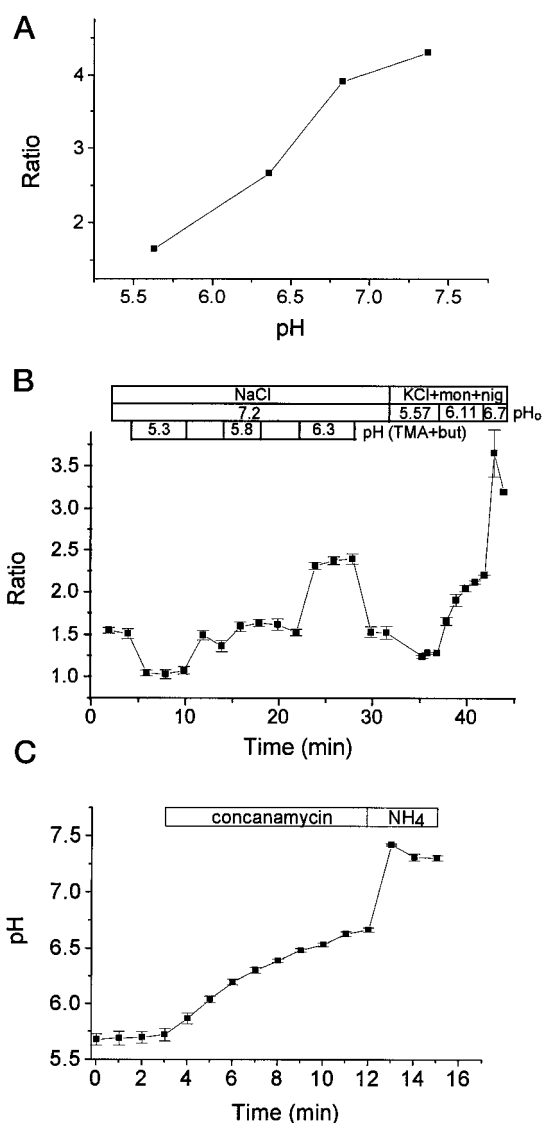 A
4
3
2
Ratio
5.5 6.0 6.5 7.0 7.5
pH
B
NaCl KCl+mon+nig
7.2 5.57 6.11 6.7 pHo
5.3 5.8 6.3 pH (TMA+but)
3.5
3.0
2.5
2.0
1.5
1.0
Ratio
0 10 20 30 40
Time (min)
C
concanamycin NH4
7.5
7.0
6.5
6.0
5.5
pH
0 2 4 6 8 10 12 14 16
Time (min)